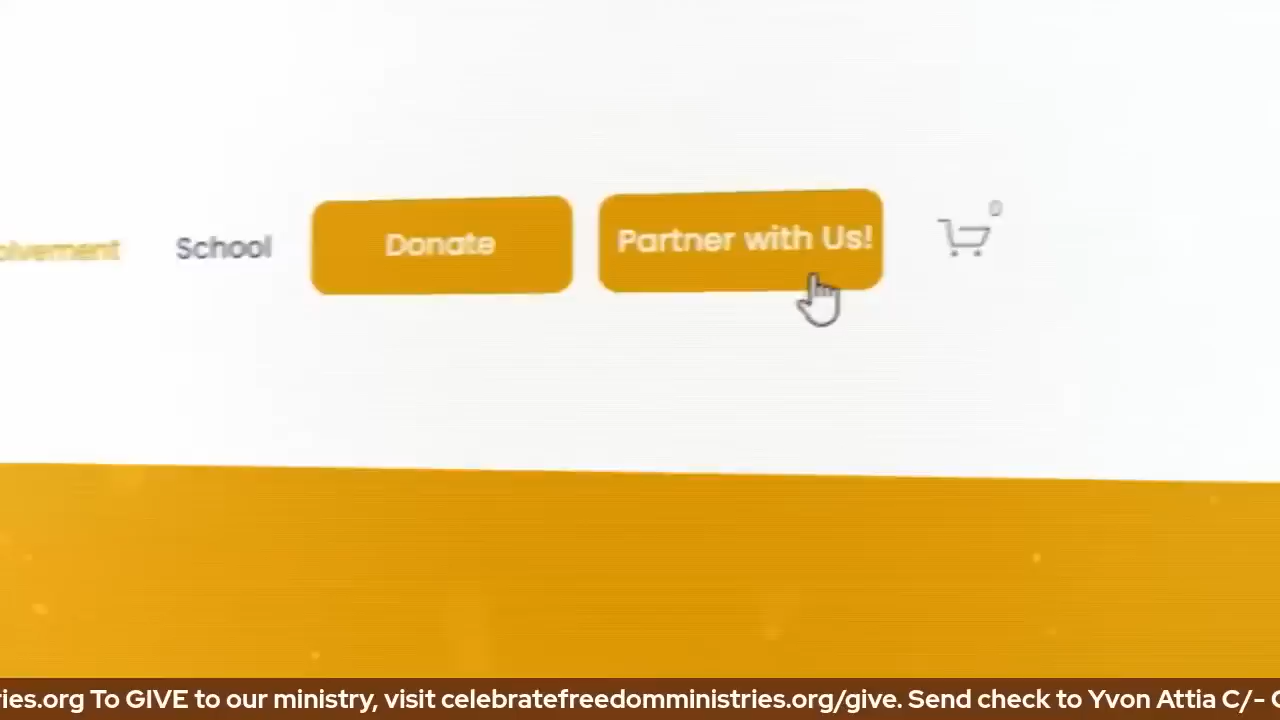 olvement School Donate Partner with Us! 0
ries.org To GIVE to our ministry, visit celebratefreedomministries.org/give. Send check to Yvon Attia C/-